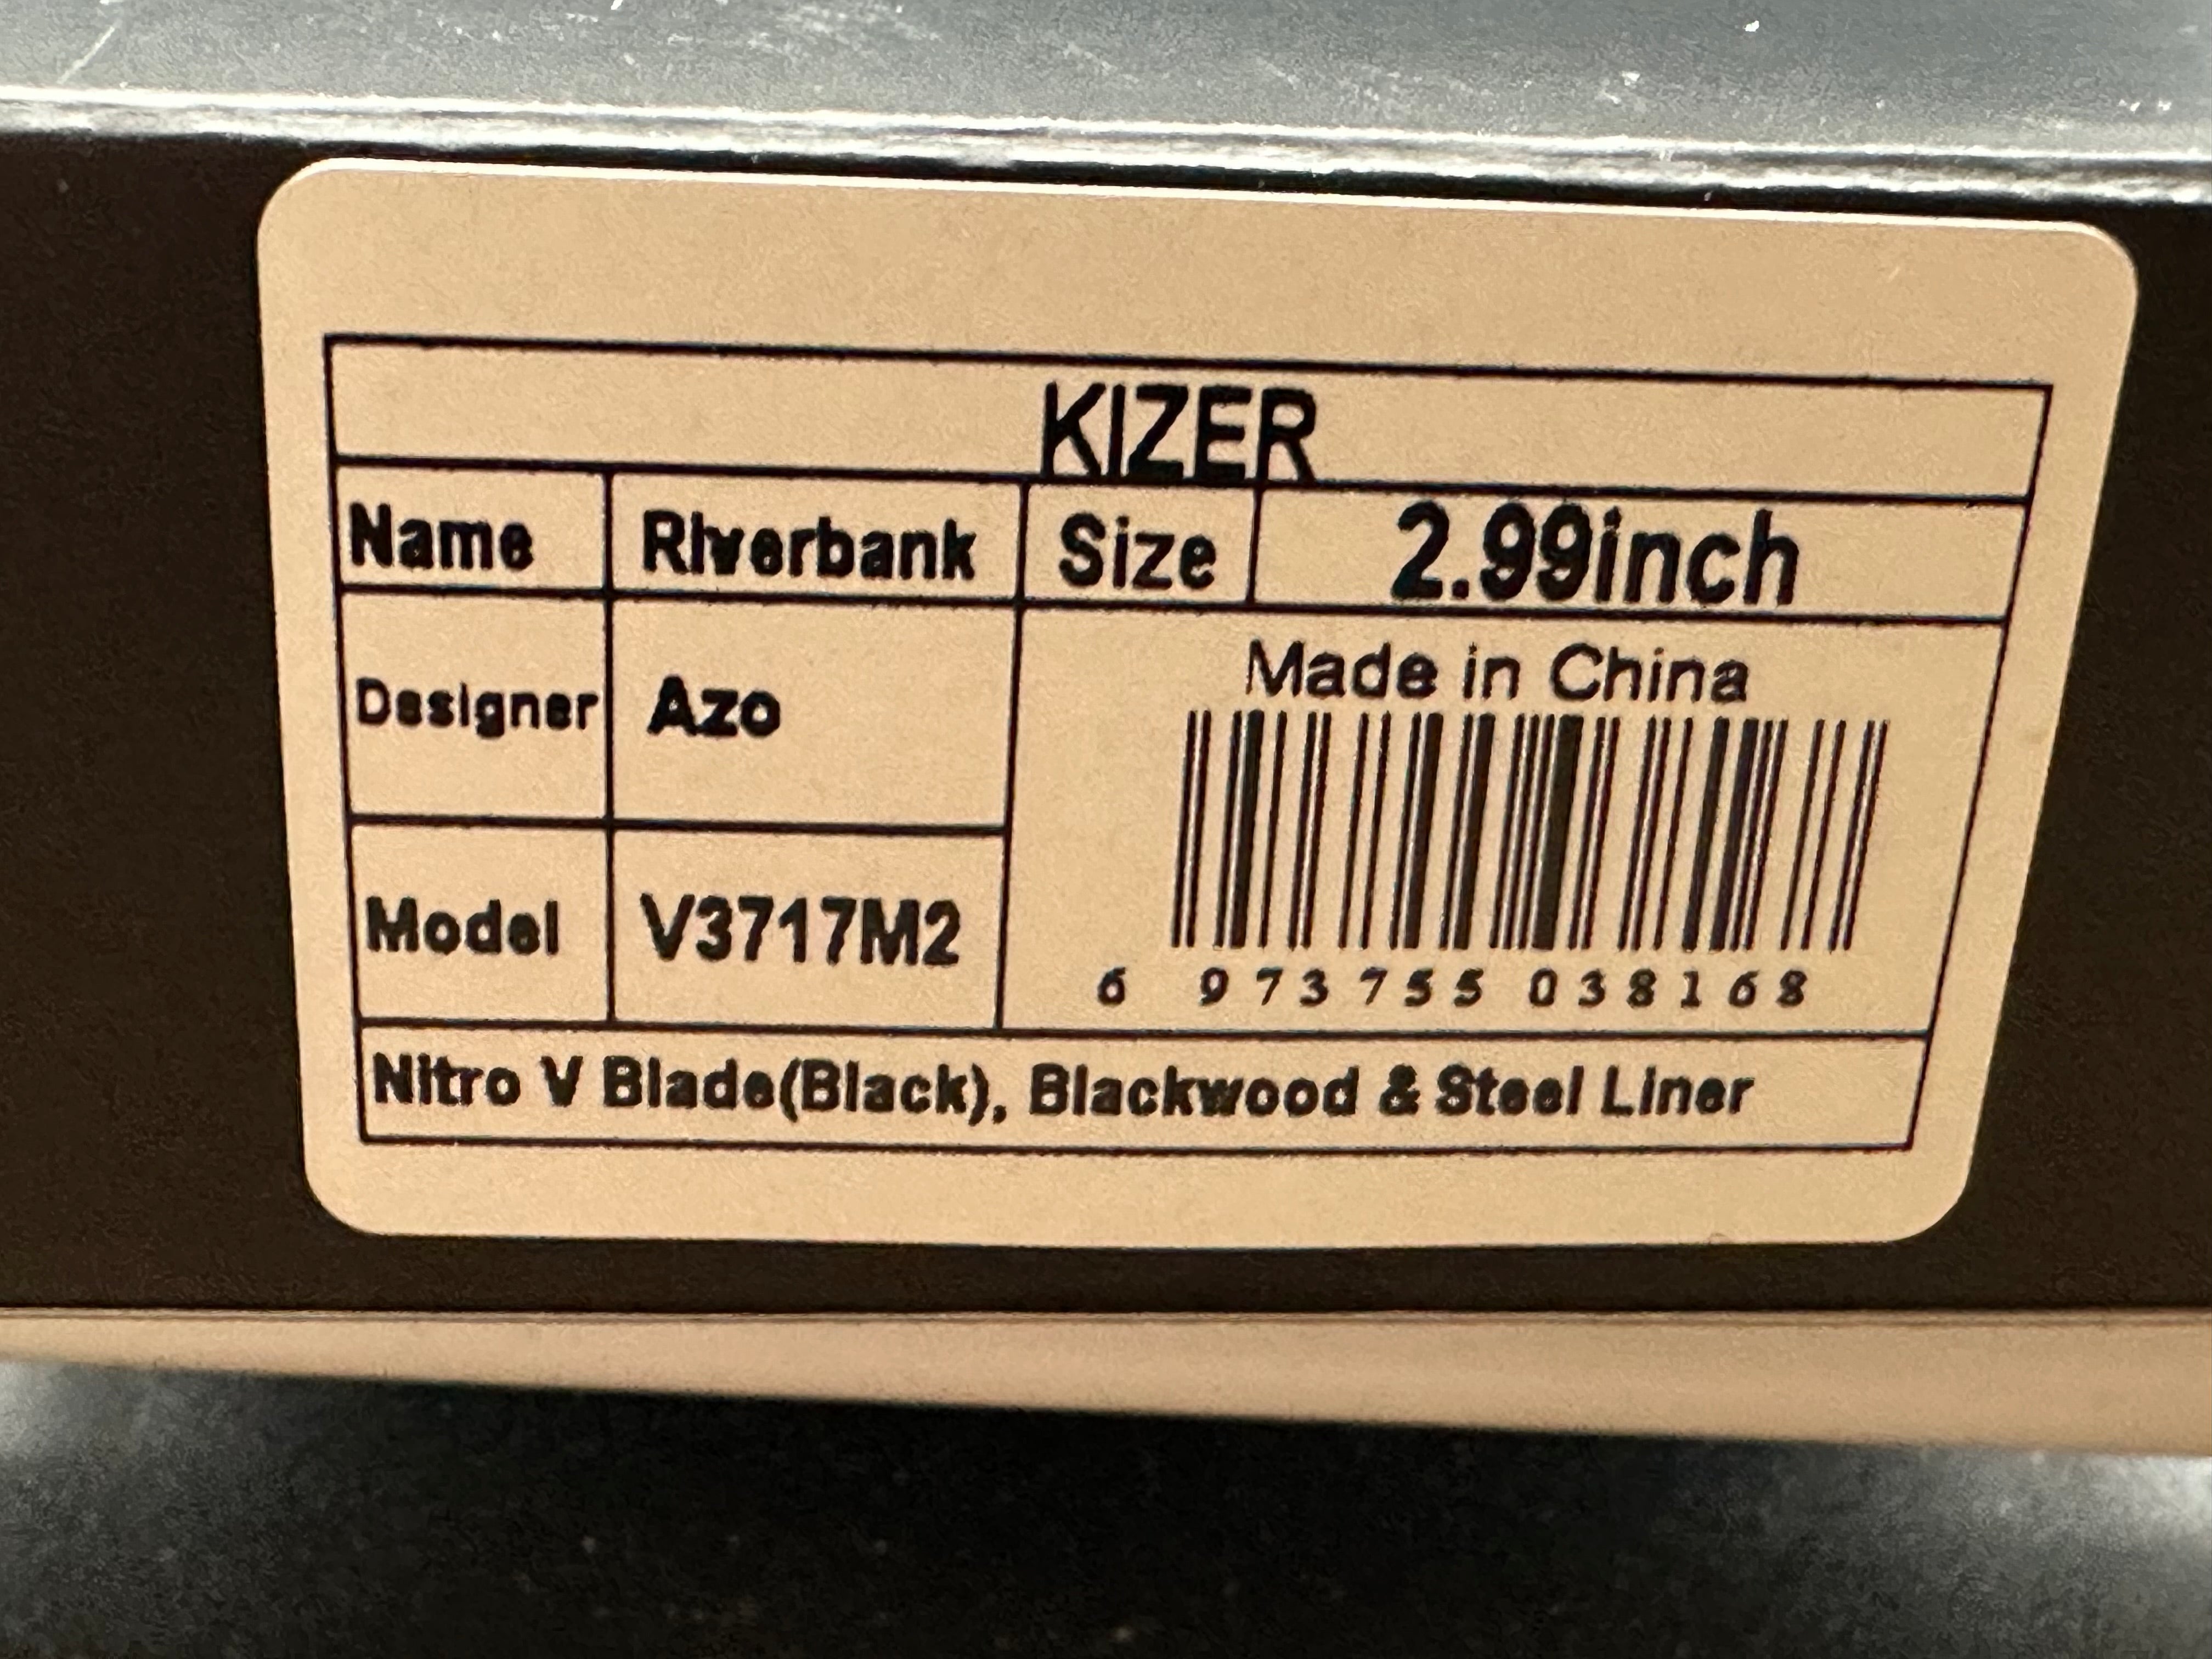 KIZER
Name Riverbank Size 2.99inch
Made in China
Designer Azo
Model V3717M2
6 973755 038168
Nitro V Blade(Black), Blackwood & Steel Liner